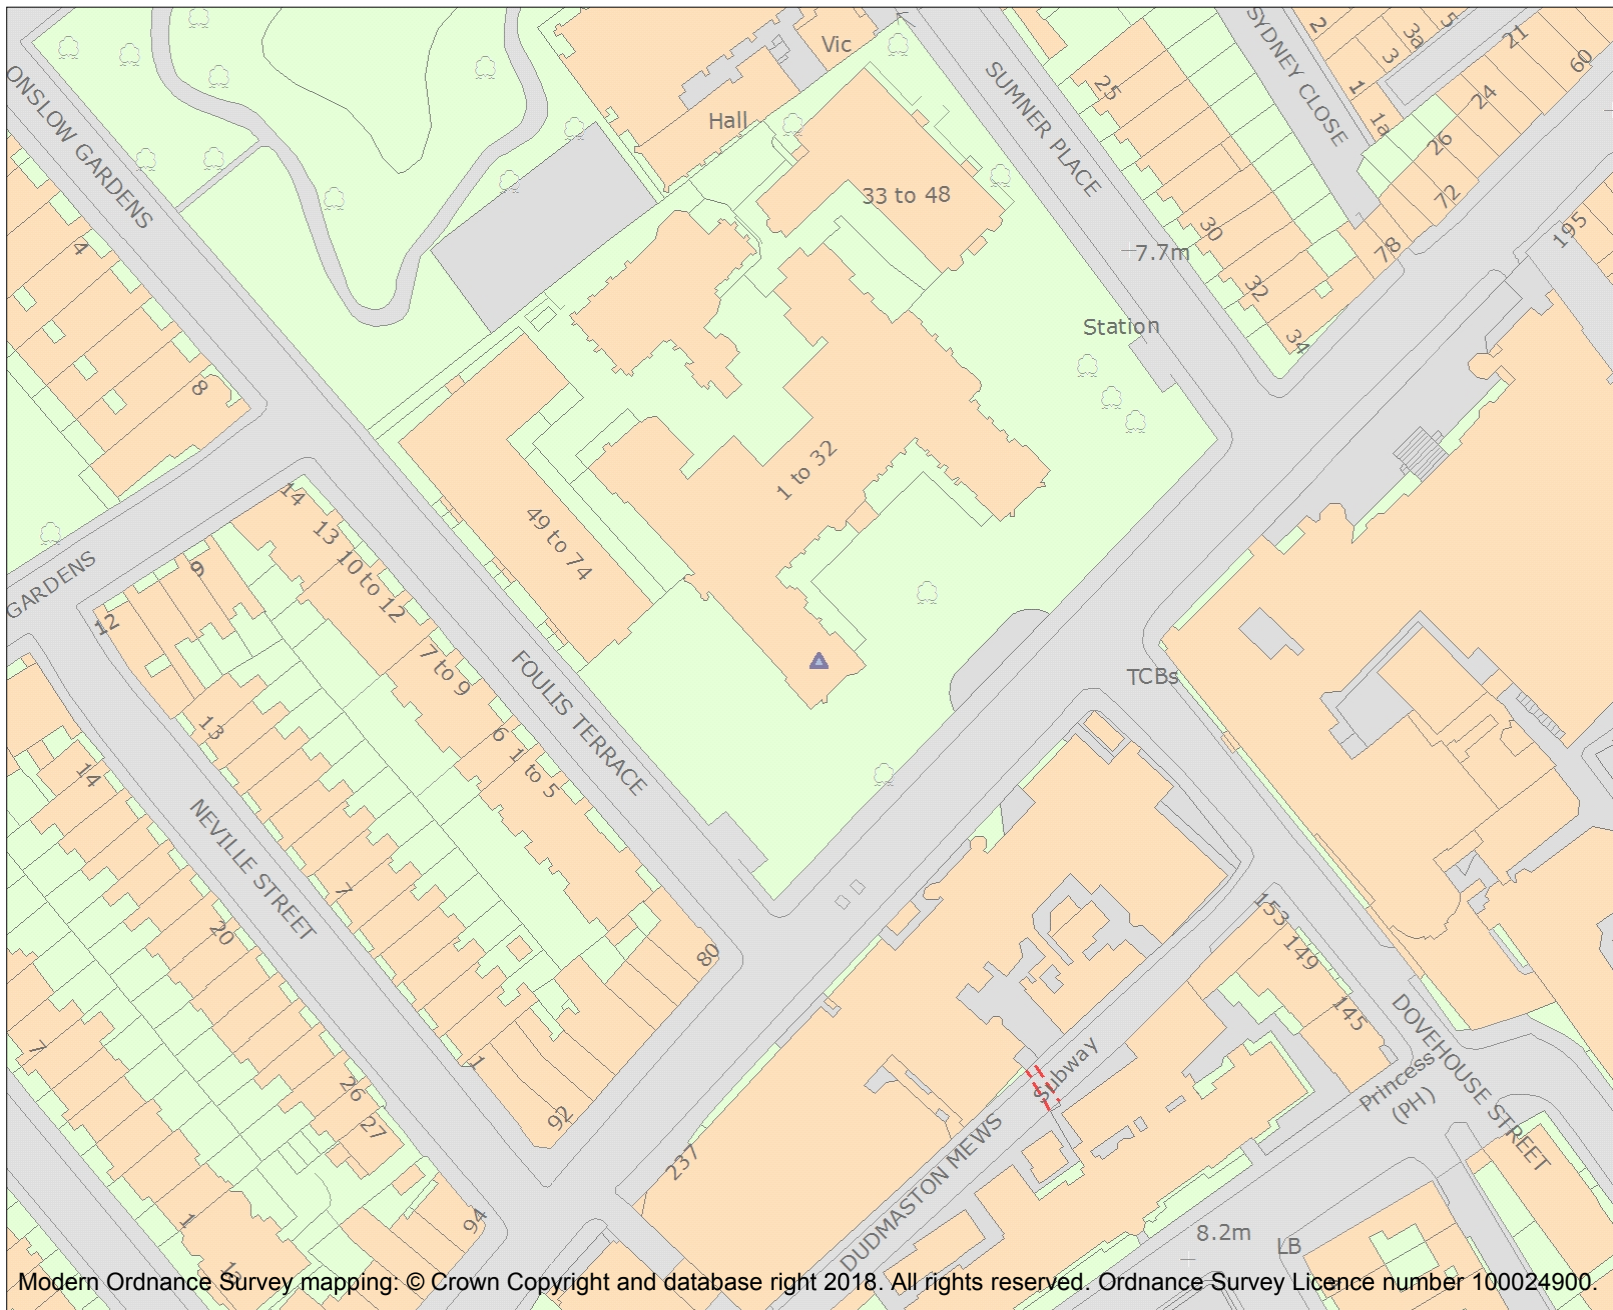 Vic
Hall
33 to 48
SUMNER PLACE
SYDNEY CLOSE
2
3a
5
3
1
1a
21
24
60
26
72
78
195
25
30
32
34
7.7m
Station
ONSLOW GARDENS
4
8
1 to 32
49 to 74
14
13
10 to 12
7 to 9
6
1 to 5
9
12
GARDENS
FOULIS TERRACE
TCBs
13
14
NEVILLE STREET
7
20
80
1
92
26
27
7
1
94
237
153
149
145
Subway
DUDMASTON MEWS
DOVEHOUSE STREET
Princess
(PH)
8.2m
LB
Modern Ordnance Survey mapping: © Crown Copyright and database right 2018. All rights reserved. Ordnance Survey Licence number 100024900.